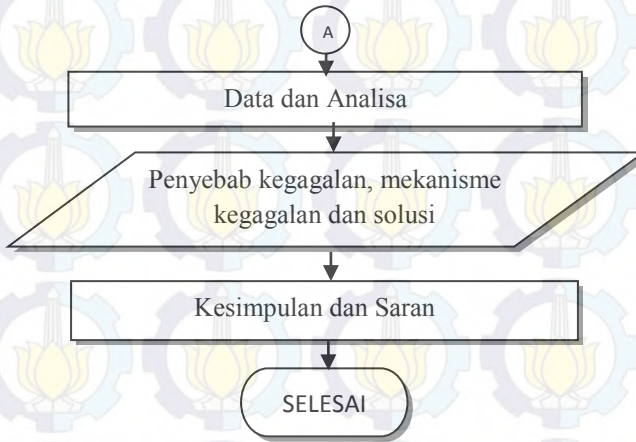 A
Data dan Analisa
Penyebab kegagalan, mekanisme
kegagalan dan solusi
Kesimpulan dan Saran
SELESAI